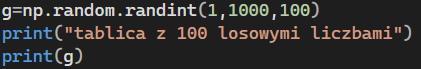 g=np.random.randint(1,1000,100)
print("tablica z 100 losowymi liczbami")
print(g)